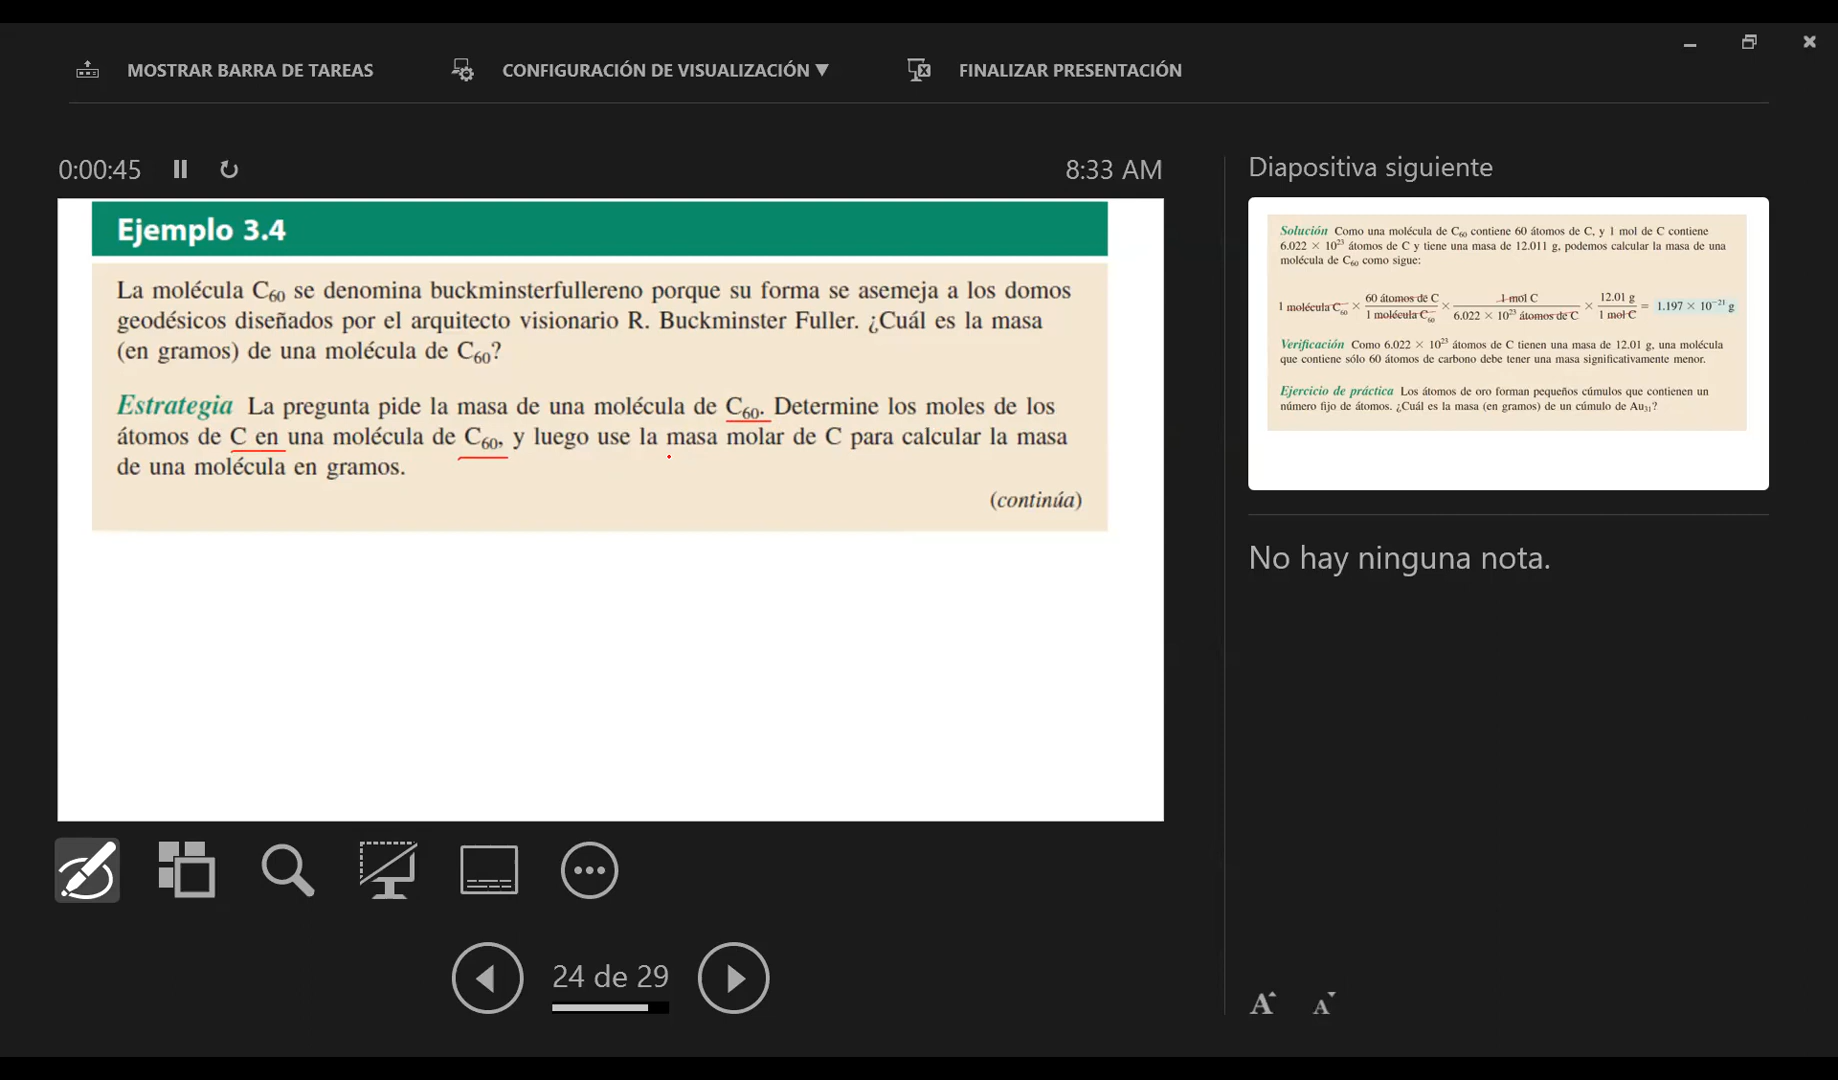 MOSTRAR BARRA DE TAREAS
CONFIGURACIÓN DE VISUALIZACIÓN ▼
FINALIZAR PRESENTACIÓN
0:00:45
8:33 AM
Ejemplo 3.4
La molécula C₆₀ se denomina buckminsterfullereno porque su forma se asemeja a los domos
geodésicos diseñados por el arquitecto visionario R. Buckminster Fuller. ¿Cuál es la masa
(en gramos) de una molécula de C₆₀?
Estrategia La pregunta pide la masa de una molécula de C₆₀. Determine los moles de los
átomos de C en una molécula de C₆₀, y luego use la masa molar de C para calcular la masa
de una molécula en gramos.
(continúa)
24 de 29
Diapositiva siguiente
Solución Como una molécula de C₆₀ contiene 60 átomos de C, y 1 mol de C contiene
6.022 × 10²³ átomos de C y tiene una masa de 12.011 g, podemos calcular la masa de una
molécula de C₆₀ como sigue:
1 molécula C₆₀ × 60 átomos de C / 1 molécula C₆₀ × 1 mol C / 6.022 × 10²³ átomos de C × 12.01 g / 1 mol C = 1.197 × 10⁻²¹ g
Verificación Como 6.022 × 10²³ átomos de C tienen una masa de 12.01 g, una molécula
que contiene sólo 60 átomos de carbono debe tener una masa significativamente menor.
Ejercicio de práctica Los átomos de oro forman pequeños cúmulos que contienen un
número fijo de átomos. ¿Cuál es la masa (en gramos) de un cúmulo de Au₃₁?
No hay ninguna nota.
A A